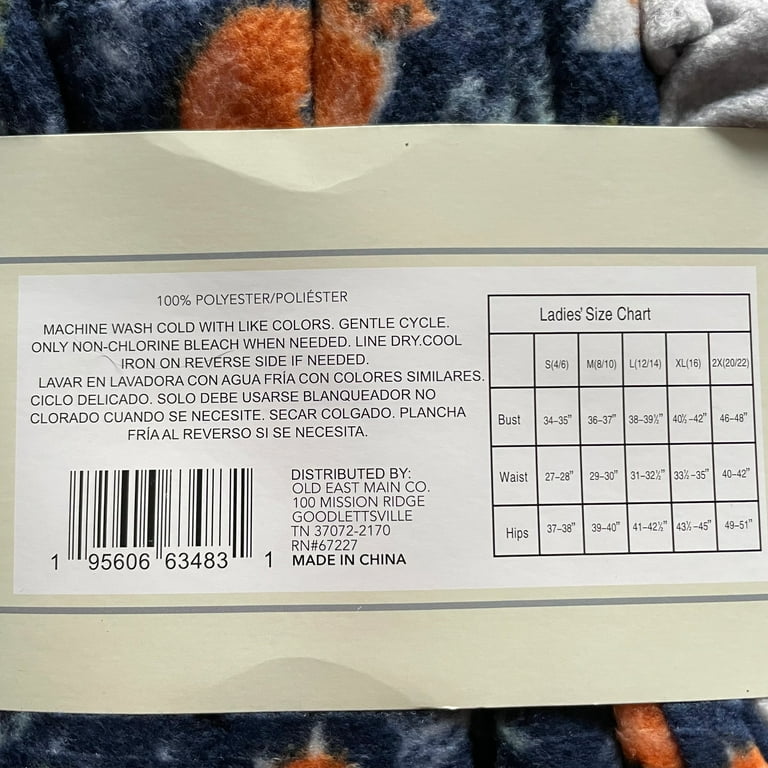 100% POLYESTER/POLIÉSTER
MACHINE WASH COLD WITH LIKE COLORS. GENTLE CYCLE.
ONLY NON-CHLORINE BLEACH WHEN NEEDED. LINE DRY.COOL
IRON ON REVERSE SIDE IF NEEDED.
LAVAR EN LAVADORA CON AGUA FRÍA CON COLORES SIMILARES.
CICLO DELICADO. SOLO DEBE USARSE BLANQUEADOR NO
CLORADO CUANDO SE NECESITE. SECAR COLGADO. PLANCHA
FRÍA AL REVERSO SI SE NECESITA.
1 95606 63483 1
DISTRIBUTED BY:
OLD EAST MAIN CO.
100 MISSION RIDGE
GOODLETTSVILLE
TN 37072-2170
RN#67227
MADE IN CHINA
Ladies' Size Chart
S(4/6) M(8/10) L(12/14) XL(16) 2X(20/22)
Bust 34–35" 36–37" 38–39½" 40½–42" 46–48"
Waist 27–28" 29–30" 31–32½" 33½–35" 40–42"
Hips 37–38" 39–40" 41–42½" 43½–45" 49–51"